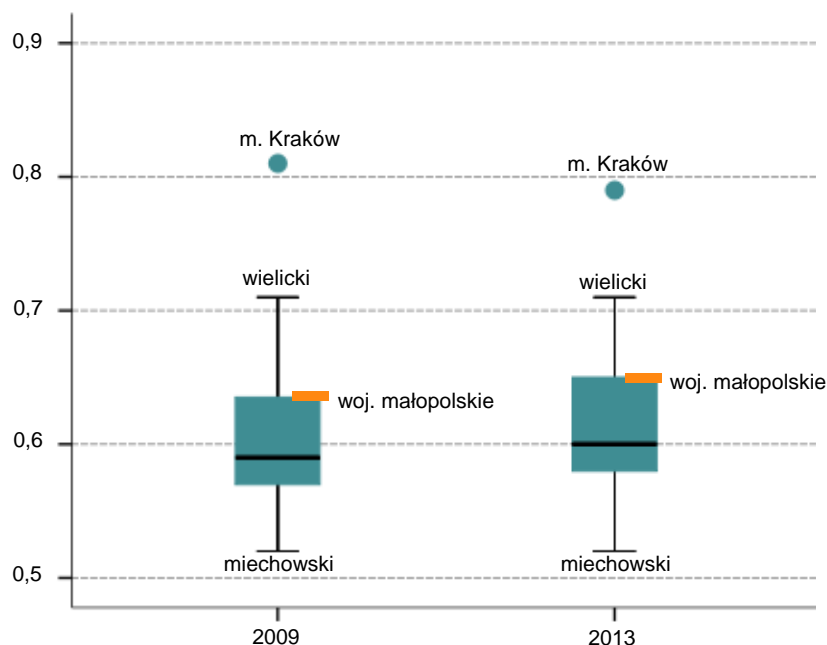 0,9
m. Kraków
m. Kraków
0,8
wielicki
wielicki
0,7
woj. małopolskie
woj. małopolskie
0,6
miechowski
miechowski
0,5
2009
2013